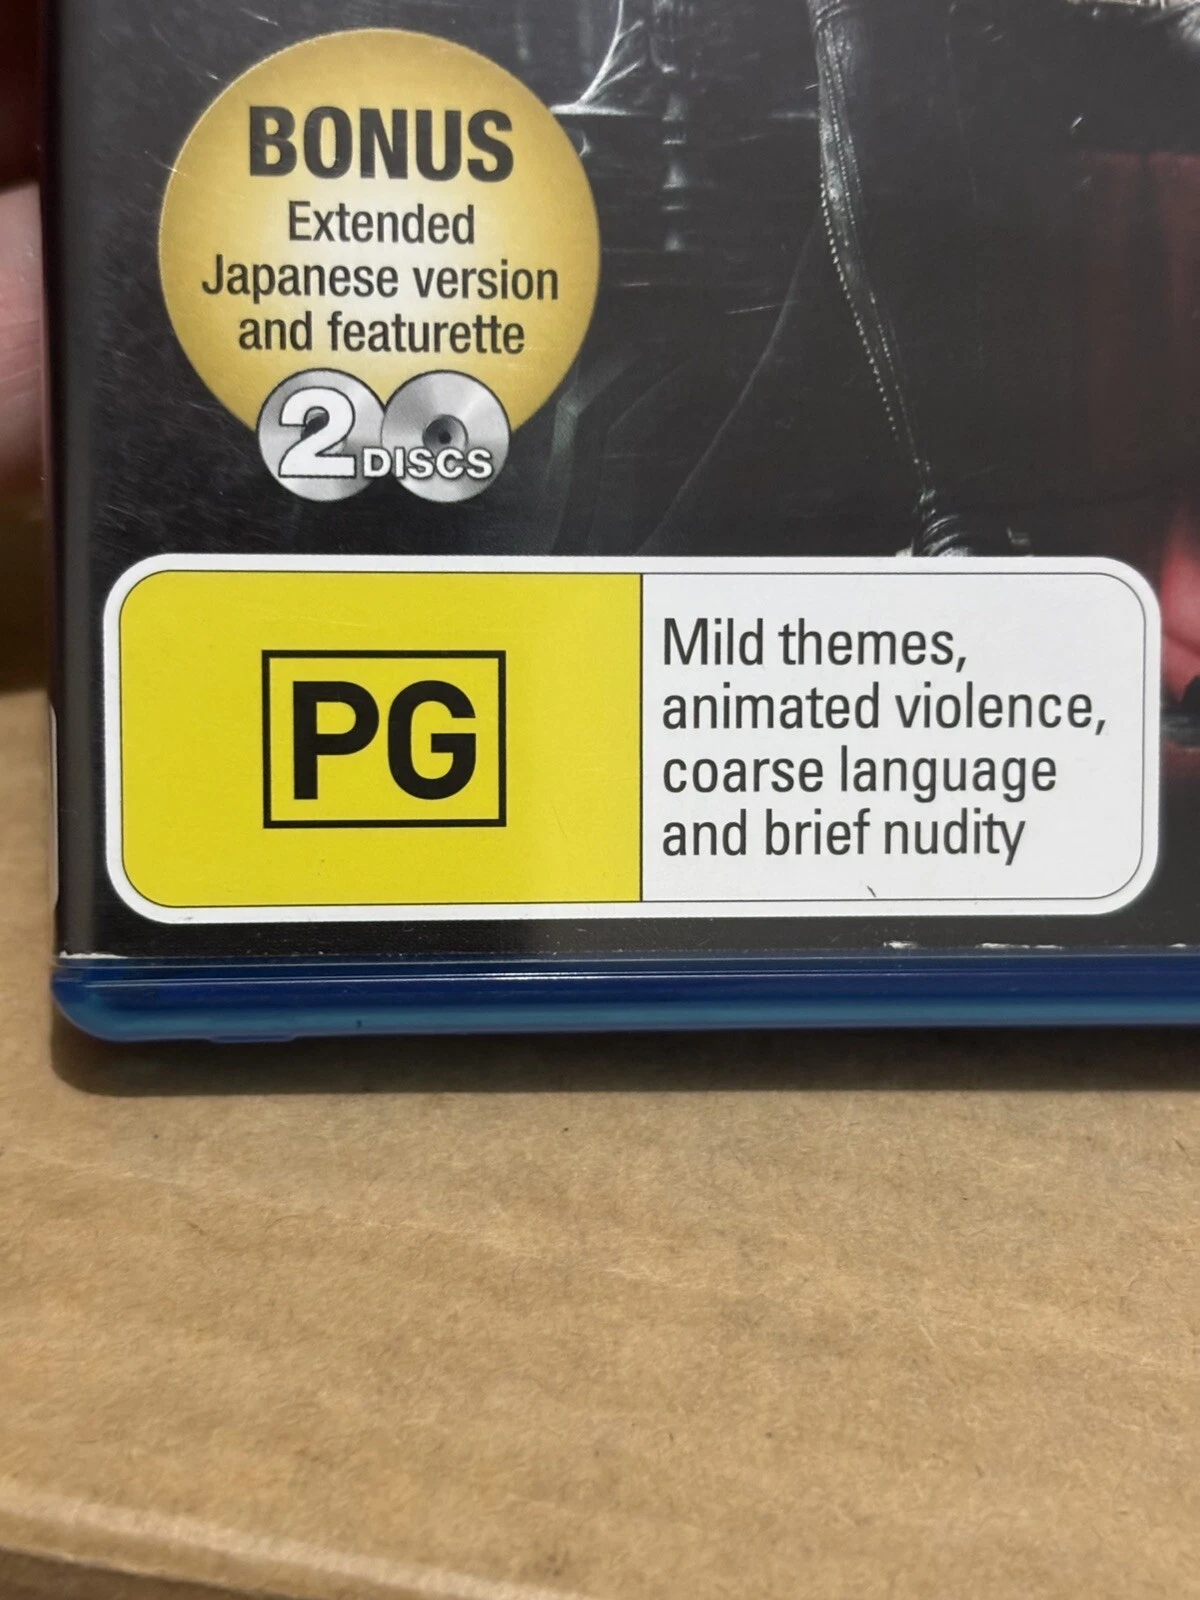 BONUS
Extended
Japanese version
and featurette
2 DISCS
PG
Mild themes,
animated violence,
coarse language
and brief nudity